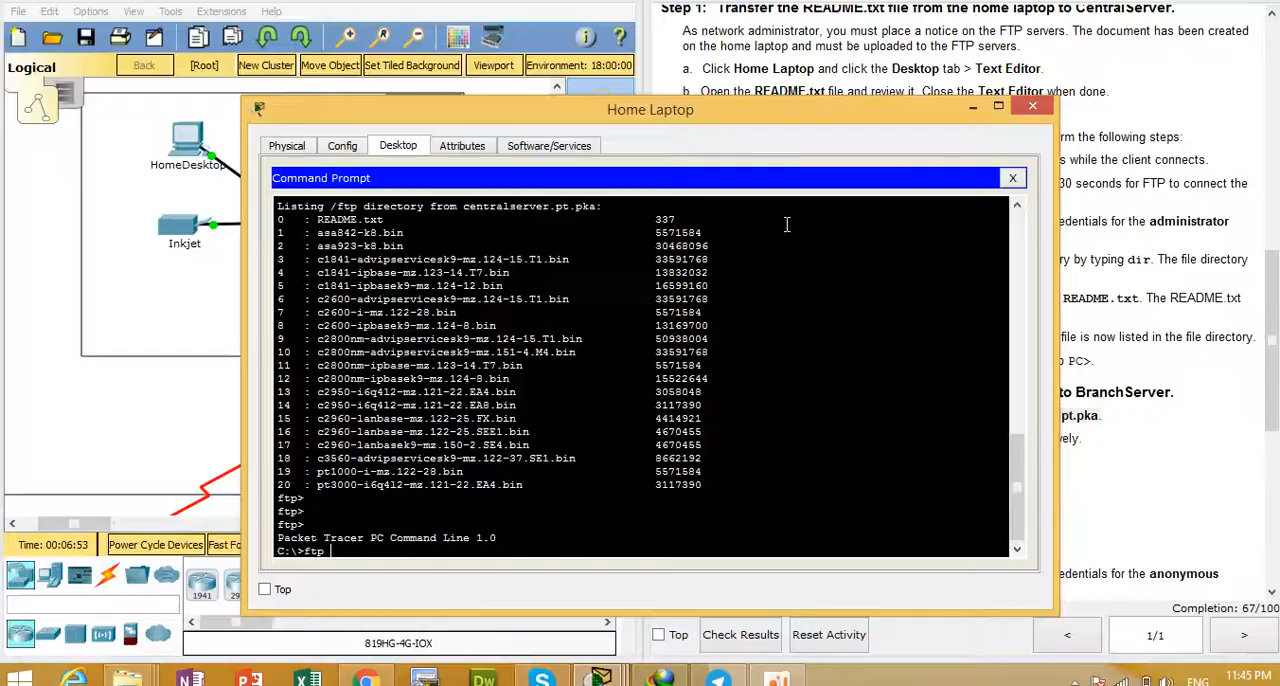 File Edit Options View Tools Extensions Help
Logical Back [Root] New Cluster Move Object Set Tiled Background Viewport Environment: 18:00:00
HomeDesktop
Inkjet
Step 1: Transfer the README.txt file from the home laptop to CentralServer.
As network administrator, you must place a notice on the FTP servers. The document has been created
on the home laptop and must be uploaded to the FTP servers.
a. Click Home Laptop and click the Desktop tab > Text Editor.
b. Open the README.txt file and review it. Close the Text Editor when done.
Home Laptop
Physical Config Desktop Attributes Software/Services
Command Prompt X
Listing /ftp directory from centralserver.pt.pka:
0 : README.txt 337
1 : asa842-k8.bin 5571584
2 : asa923-k8.bin 30468096
3 : c1841-advipservicesk9-mz.124-15.T1.bin 33591768
4 : c1841-ipbase-mz.123-14.T7.bin 13832032
5 : c1841-ipbasek9-mz.124-12.bin 16599160
6 : c2600-advipservicesk9-mz.124-15.T1.bin 33591768
7 : c2600-i-mz.122-28.bin 5571584
8 : c2600-ipbasek9-mz.124-8.bin 13169700
9 : c2800nm-advipservicesk9-mz.124-15.T1.bin 50938004
10 : c2800nm-advipservicesk9-mz.151-4.M4.bin 33591768
11 : c2800nm-ipbase-mz.123-14.T7.bin 5571584
12 : c2800nm-ipbasek9-mz.124-8.bin 15522644
13 : c2950-i6q4l2-mz.121-22.EA4.bin 3058048
14 : c2950-i6q4l2-mz.121-22.EA8.bin 3117390
15 : c2960-lanbase-mz.122-25.FX.bin 4414921
16 : c2960-lanbase-mz.122-25.SEE1.bin 4670455
17 : c2960-lanbasek9-mz.150-2.SE4.bin 4670455
18 : c3560-advipservicesk9-mz.122-37.SE1.bin 8662192
19 : pt1000-i-mz.122-28.bin 5571584
20 : pt3000-i6q4l2-mz.121-22.EA4.bin 3117390
ftp>
ftp>
ftp>
Packet Tracer PC Command Line 1.0
C:\>ftp
Top
rm the following steps:
s while the client connects.
30 seconds for FTP to connect the
edentials for the administrator
ry by typing dir. The file directory
README.txt. The README.txt
file is now listed in the file directory.
PC>.
to BranchServer.
pt.pka.
vely.
edentials for the anonymous
Completion: 67/100
Top Check Results Reset Activity < 1/1 >
Time: 00:06:53 Power Cycle Devices Fast Fo
1941 29
819HG-4G-IOX
ENG 11:45 PM